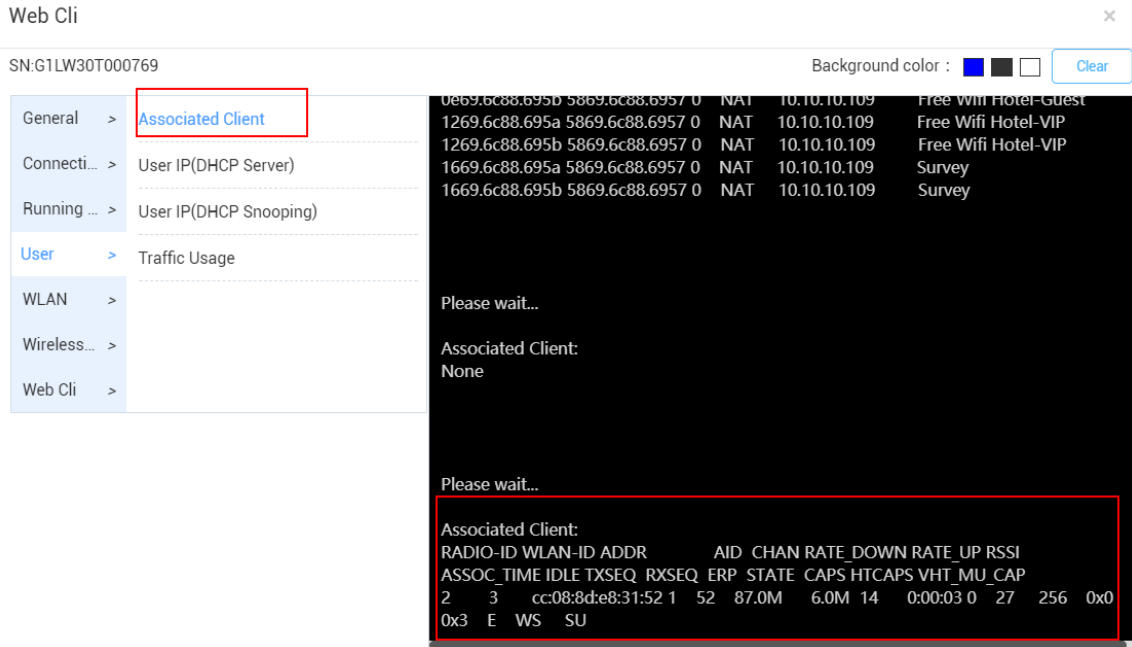 Web Cli
×
SN:G1LW30T000769
Background color :
Clear
General >
Connecti... >
Running ... >
User >
WLAN >
Wireless... >
Web Cli >
Associated Client
User IP(DHCP Server)
User IP(DHCP Snooping)
Traffic Usage
0e69.6c88.695b 5869.6c88.6957 0 NAT 10.10.10.109 Free Wifi Hotel-Guest
1269.6c88.695a 5869.6c88.6957 0 NAT 10.10.10.109 Free Wifi Hotel-VIP
1269.6c88.695b 5869.6c88.6957 0 NAT 10.10.10.109 Free Wifi Hotel-VIP
1669.6c88.695a 5869.6c88.6957 0 NAT 10.10.10.109 Survey
1669.6c88.695b 5869.6c88.6957 0 NAT 10.10.10.109 Survey
Please wait...
Associated Client:
None
Please wait...
Associated Client:
RADIO-ID WLAN-ID ADDR AID CHAN RATE_DOWN RATE_UP RSSI
ASSOC_TIME IDLE TXSEQ RXSEQ ERP STATE CAPS HTCAPS VHT_MU_CAP
2 3 cc:08:8d:e8:31:52 1 52 87.0M 6.0M 14 0:00:03 0 27 256 0x0
0x3 E WS SU